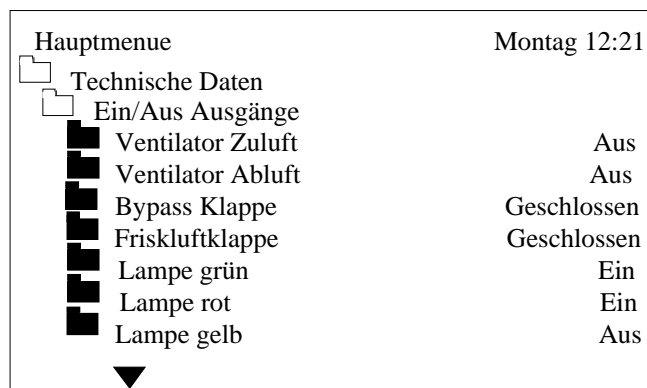 Hauptmenue Montag 12:21
Technische Daten
Ein/Aus Ausgänge
Ventilator Zuluft Aus
Ventilator Abluft Aus
Bypass Klappe Geschlossen
Friskluftklappe Geschlossen
Lampe grün Ein
Lampe rot Ein
Lampe gelb Aus